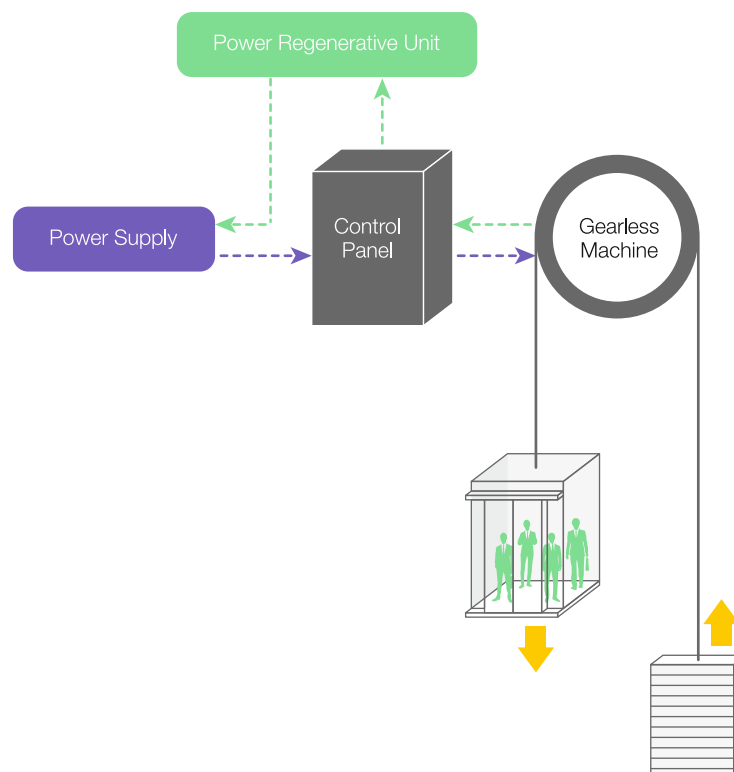 Power Regenerative Unit
Power Supply
Control
Panel
Gearless
Machine